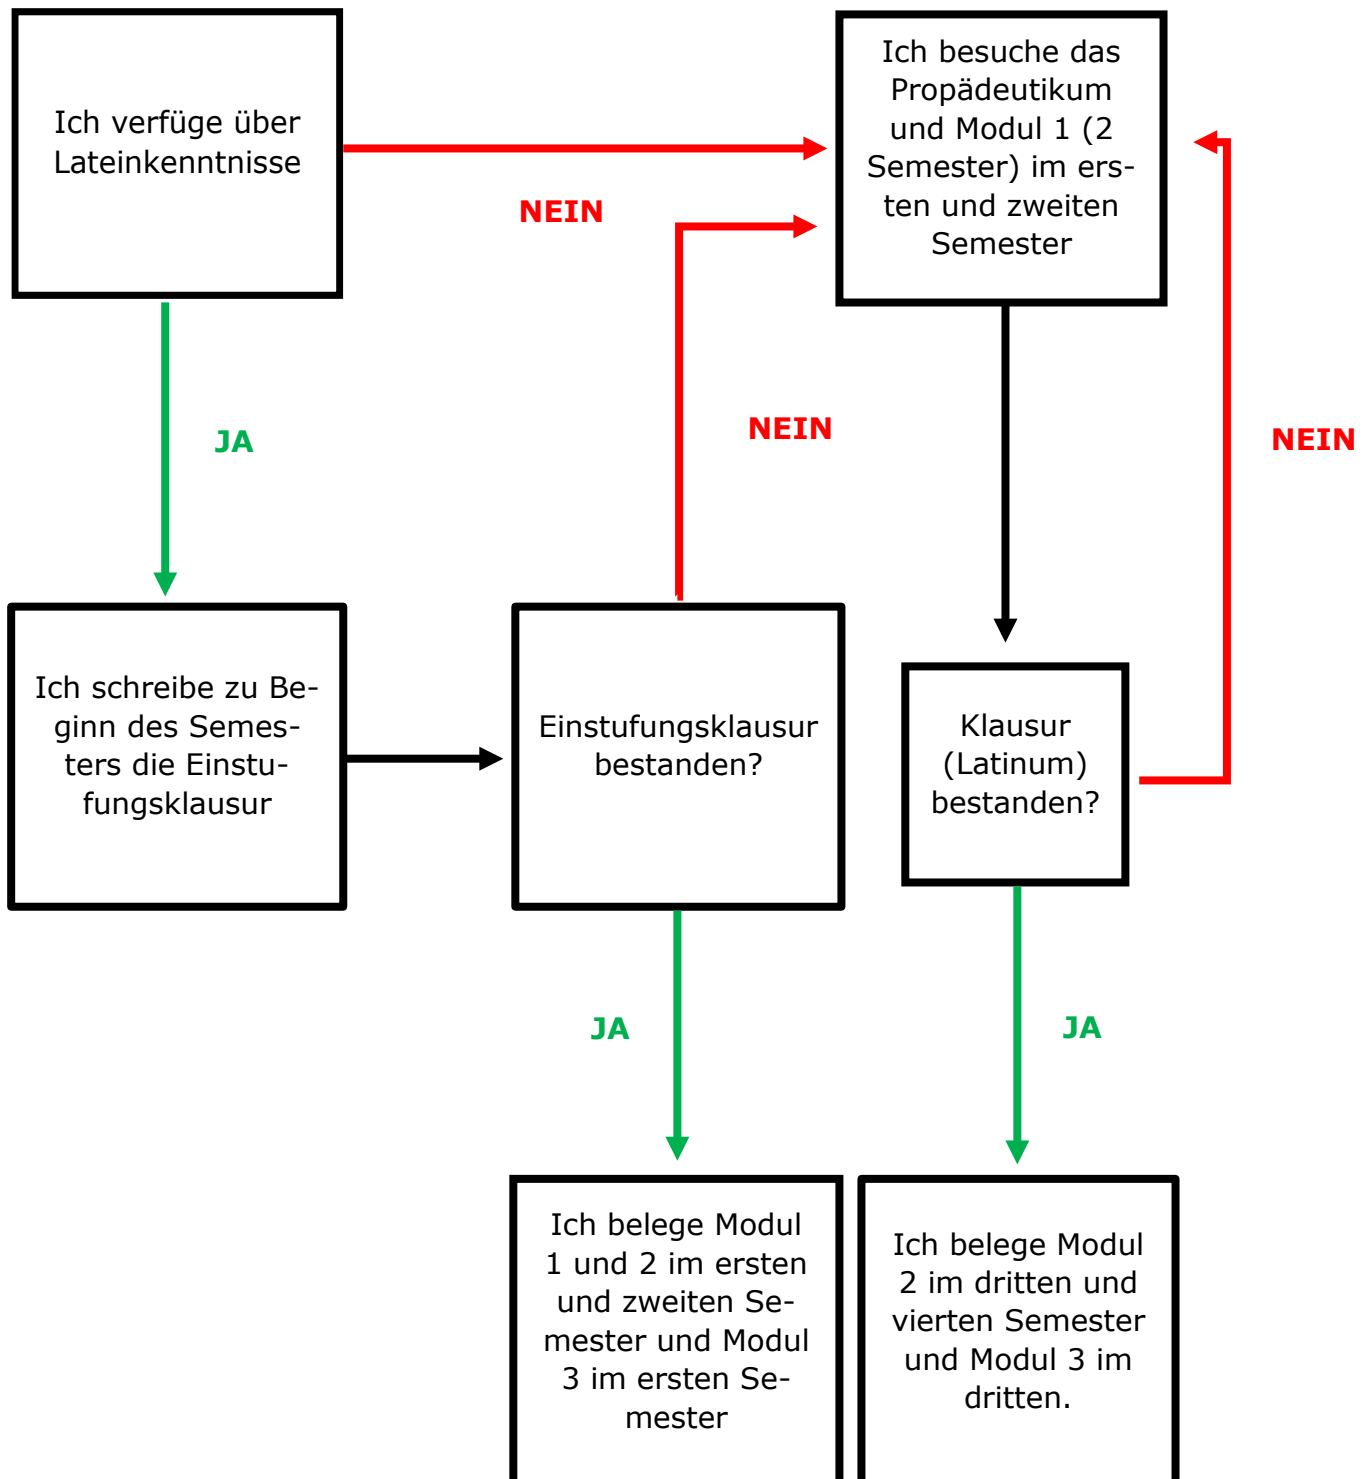 Ich verfüge über
Lateinkenntnisse
NEIN
Ich besuche das
Propädeutikum
und Modul 1 (2
Semester) im ers-
ten und zweiten
Semester
JA
NEIN
NEIN
Ich schreibe zu Be-
ginn des Semes-
ters die Einstu-
fungsklausur
Einstufungsklausur
bestanden?
Klausur
(Latinum)
bestanden?
JA
JA
Ich belege Modul
1 und 2 im ersten
und zweiten Se-
mester und Modul
3 im ersten Se-
mester
Ich belege Modul
2 im dritten und
vierten Semester
und Modul 3 im
dritten.